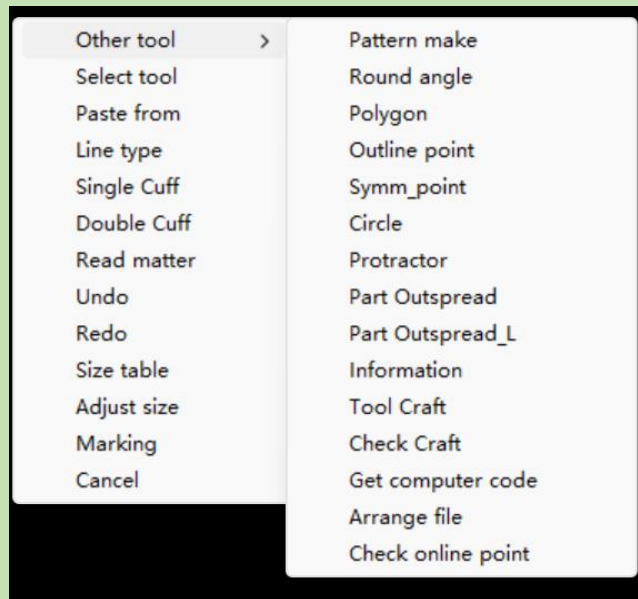 Other tool
Select tool
Paste from
Line type
Single Cuff
Double Cuff
Read matter
Undo
Redo
Size table
Adjust size
Marking
Cancel
Pattern make
Round angle
Polygon
Outline point
Symm_point
Circle
Protractor
Part Outspread
Part Outspread_L
Information
Tool Craft
Check Craft
Get computer code
Arrange file
Check online point